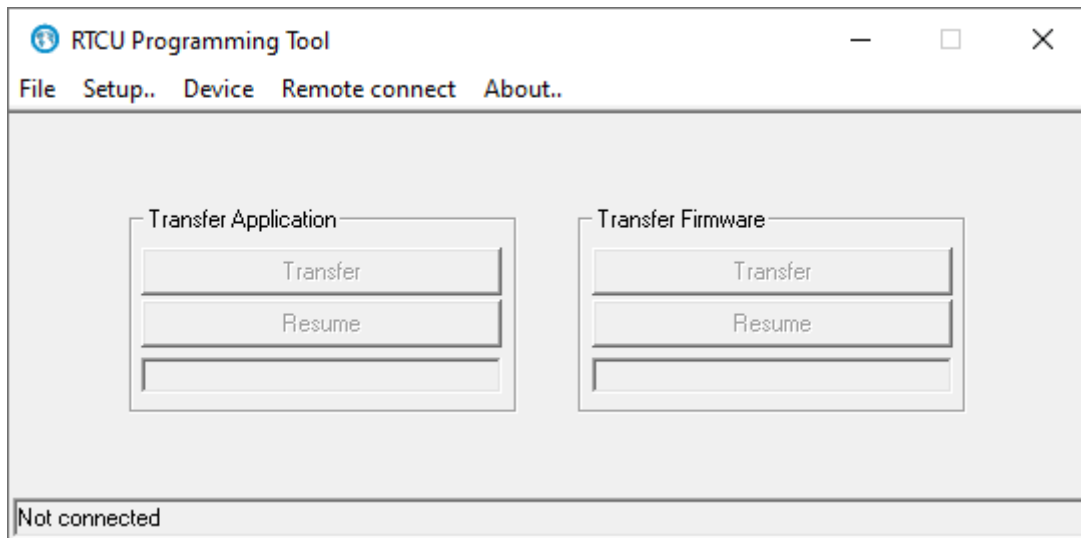 RTCU Programming Tool
File Setup.. Device Remote connect About..
Transfer Application
Transfer
Resume
Transfer Firmware
Transfer
Resume
Not connected